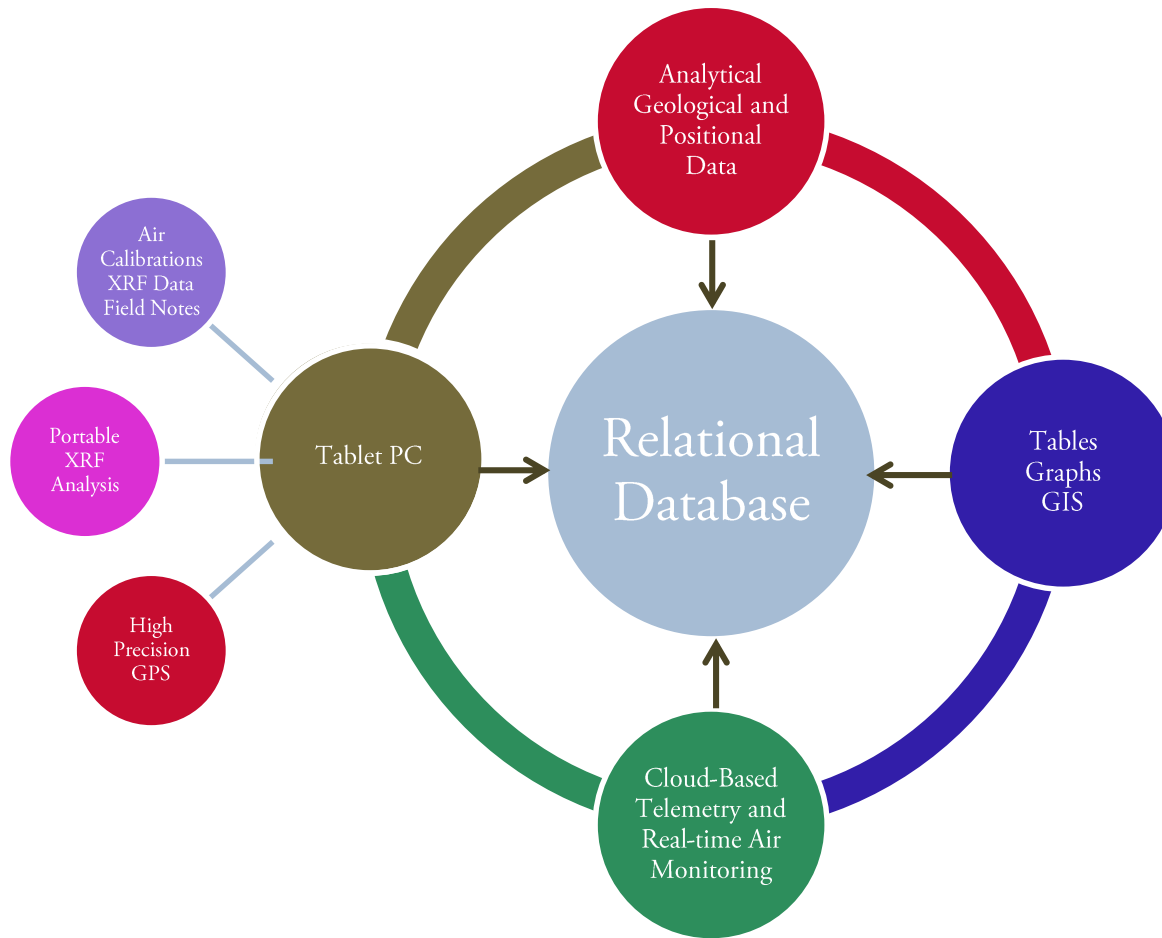 Analytical
Geological and
Positional
Data
Air
Calibrations
XRF Data
Field Notes
Portable
XRF
Analysis
High
Precision
GPS
Tablet PC
Relational
Database
Tables
Graphs
GIS
Cloud-Based
Telemetry and
Real-time Air
Monitoring